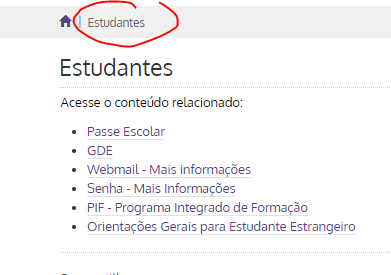 Estudantes
Estudantes
Acesse o conteúdo relacionado:
Passe Escolar
GDE
Webmail - Mais informações
Senha - Mais Informações
PIF - Programa Integrado de Formação
Orientações Gerais para Estudante Estrangeiro